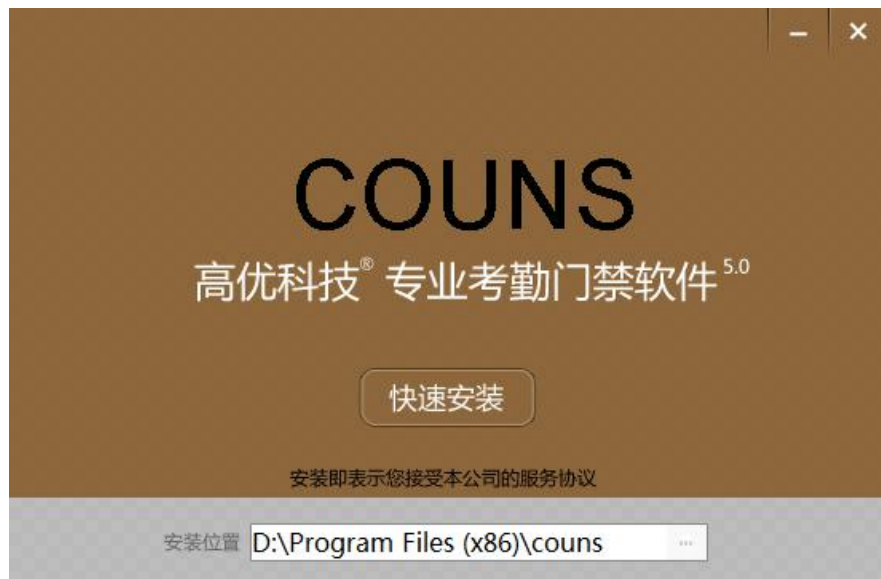 COUNS
高优科技® 专业考勤门禁软件 5.0
快速安装
安装即表示您接受本公司的服务协议
安装位置 D:\Program Files (x86)\couns ...